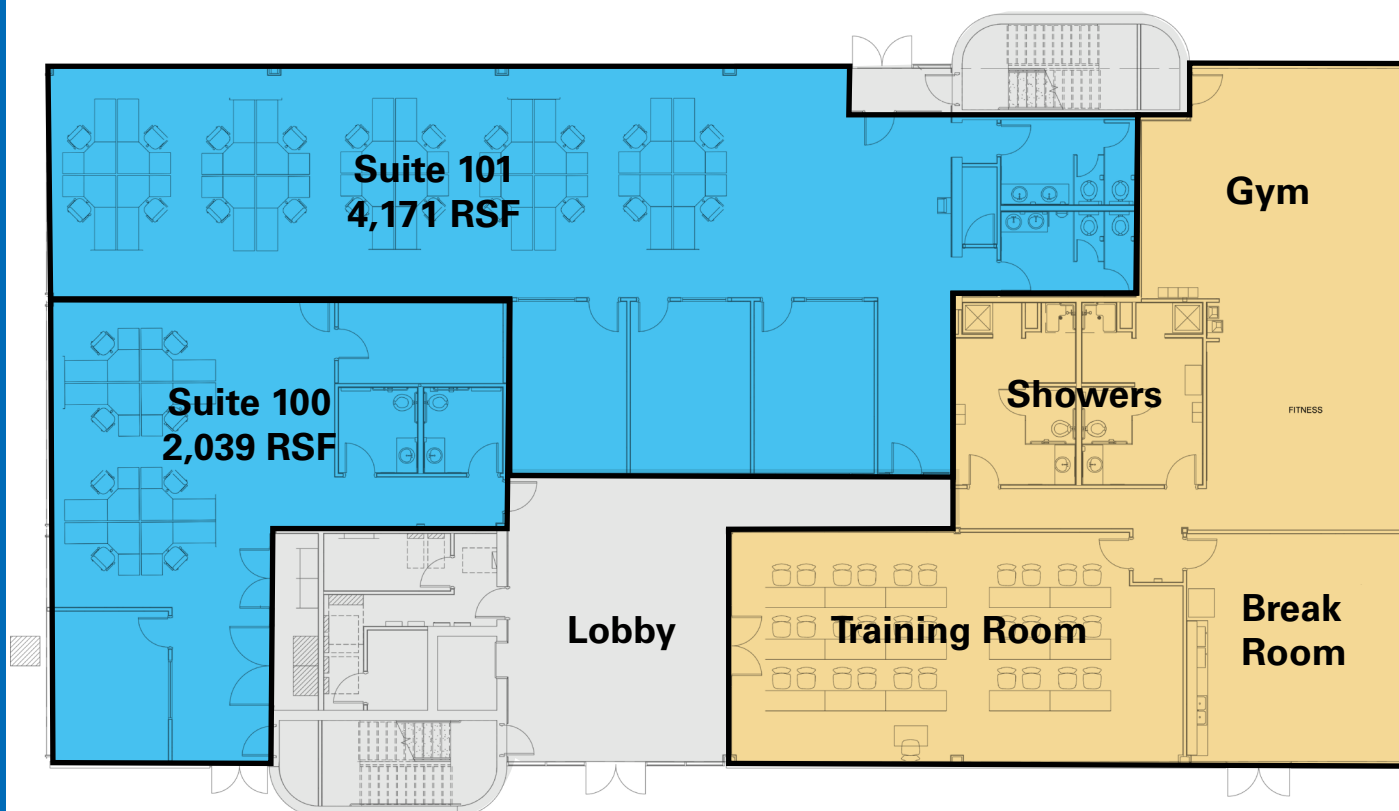 Suite 101
4,171 RSF
Gym
Suite 100
2,039 RSF
Showers
FITNESS
Lobby
Training Room
Break
Room